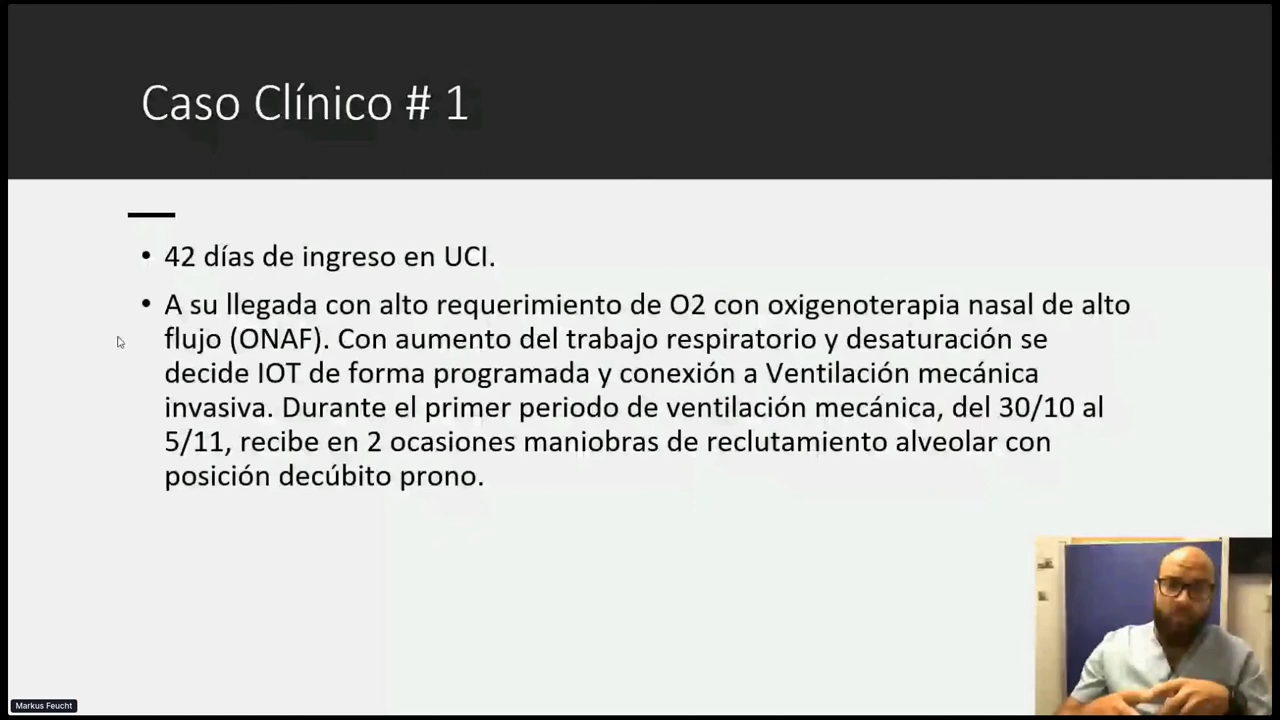 Caso Clínico # 1
• 42 días de ingreso en UCI.
• A su llegada con alto requerimiento de O2 con oxigenoterapia nasal de alto
flujo (ONAF). Con aumento del trabajo respiratorio y desaturación se
decide IOT de forma programada y conexión a Ventilación mecánica
invasiva. Durante el primer periodo de ventilación mecánica, del 30/10 al
5/11, recibe en 2 ocasiones maniobras de reclutamiento alveolar con
posición decúbito prono.
Markus Feucht